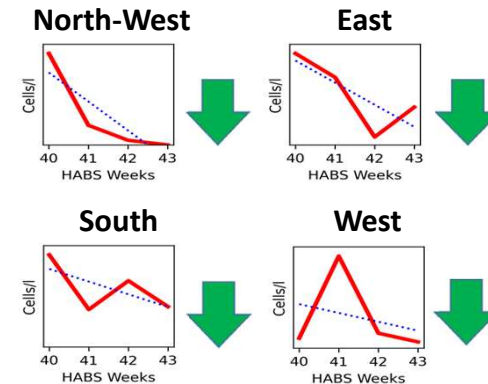 North-West
Cells/l
40 41 42 43
HABS Weeks
East
Cells/l
40 41 42 43
HABS Weeks
South
Cells/l
40 41 42 43
HABS Weeks
West
Cells/l
40 41 42 43
HABS Weeks